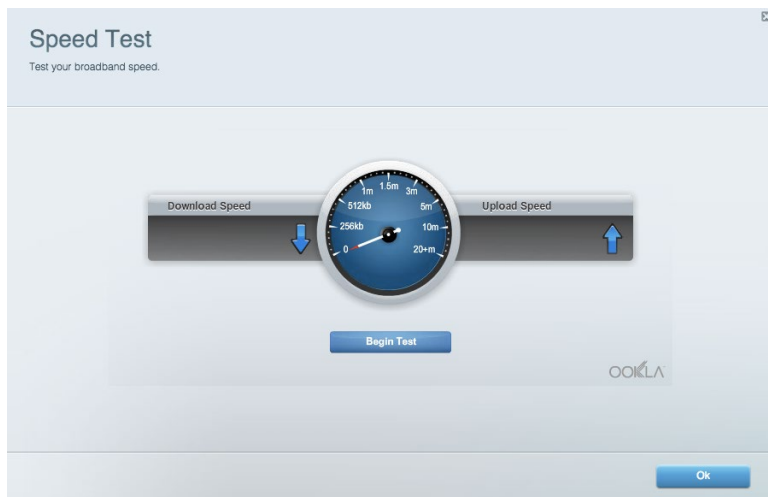 Speed Test
Test your broadband speed.
Download Speed
Upload Speed
0
256kb
512kb
1m
1.5m
3m
5m
10m
20+m
Begin Test
OOKLA
Ok